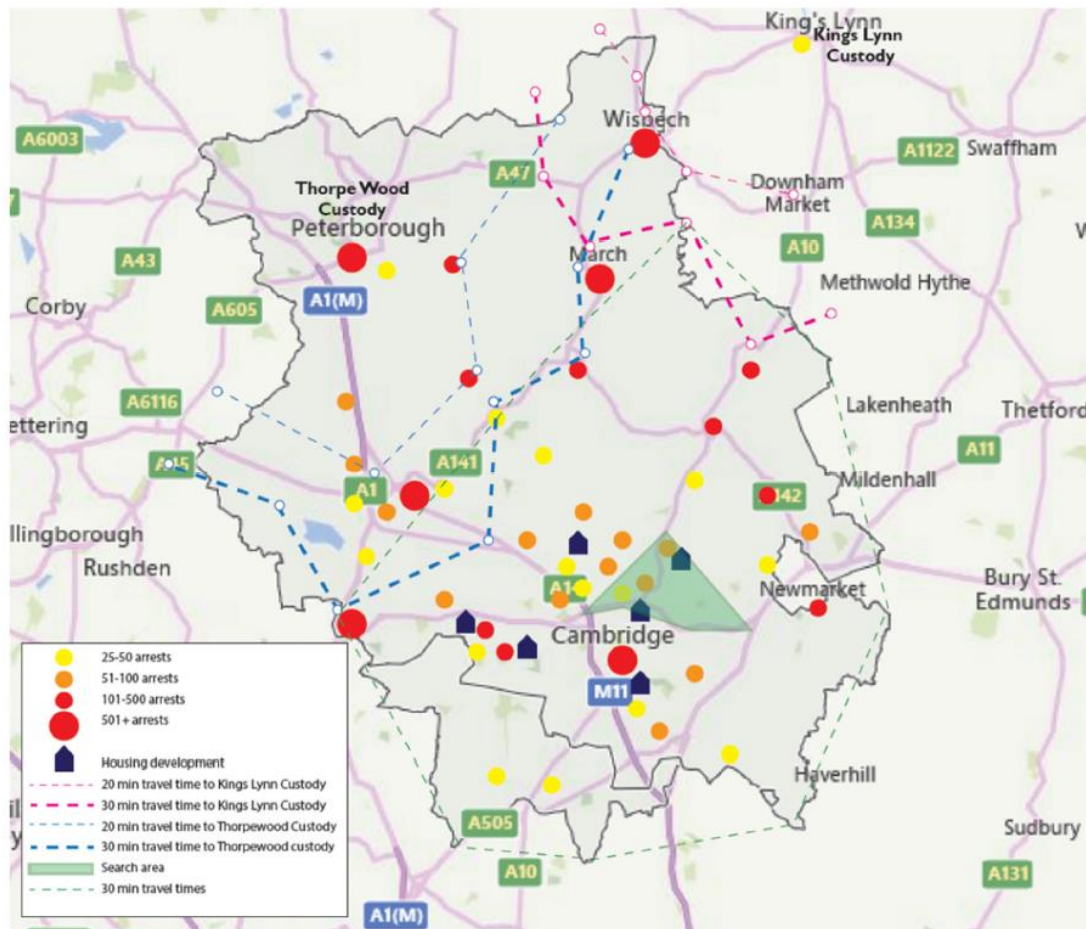 King's Lynn
Kings Lynn
Custody
A6003
Wisbech
Swaffham
A1122
A47
Thorpe Wood
Custody
Downham
Market
Peterborough
A134
A43
March
A10
Methwold Hythe
A1(M)
A605
Corby
A6116
Lakenheath
Thetford
ettering
A11
A141
Mildenhall
A1
llingborough
Rushden
Newmarket
Bury St.
Edmunds
Cambridge
M11
25-50 arrests
51-100 arrests
101-500 arrests
501+ arrests
Housing development
20 min travel time to Kings Lynn Custody
30 min travel time to Kings Lynn Custody
20 min travel time to Thorpewood Custody
30 min travel time to Thorpewood custody
Search area
30 min travel times
Haverhill
A505
Sudbury
A10
A131
A1(M)